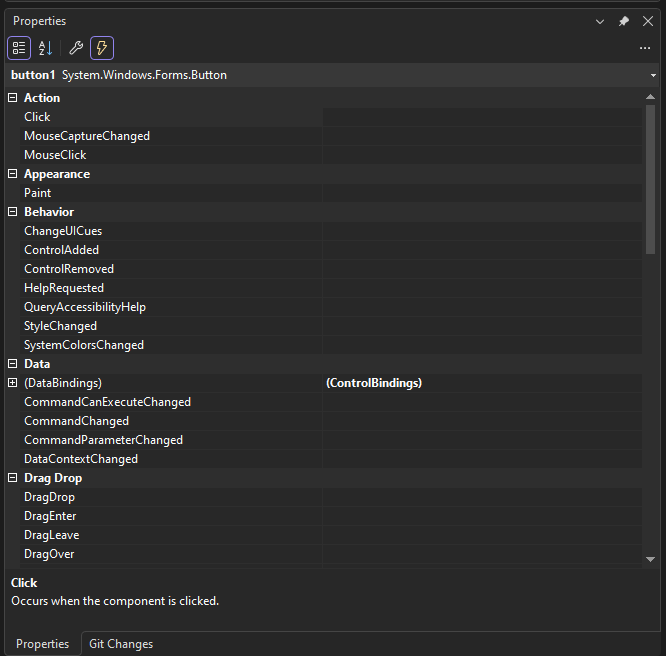 Properties
button1 System.Windows.Forms.Button
Action
Click
MouseCaptureChanged
MouseClick
Appearance
Paint
Behavior
ChangeUICues
ControlAdded
ControlRemoved
HelpRequested
QueryAccessibilityHelp
StyleChanged
SystemColorsChanged
Data
(DataBindings) (ControlBindings)
CommandCanExecuteChanged
CommandChanged
CommandParameterChanged
DataContextChanged
Drag Drop
DragDrop
DragEnter
DragLeave
DragOver
Click
Occurs when the component is clicked.
Properties Git Changes